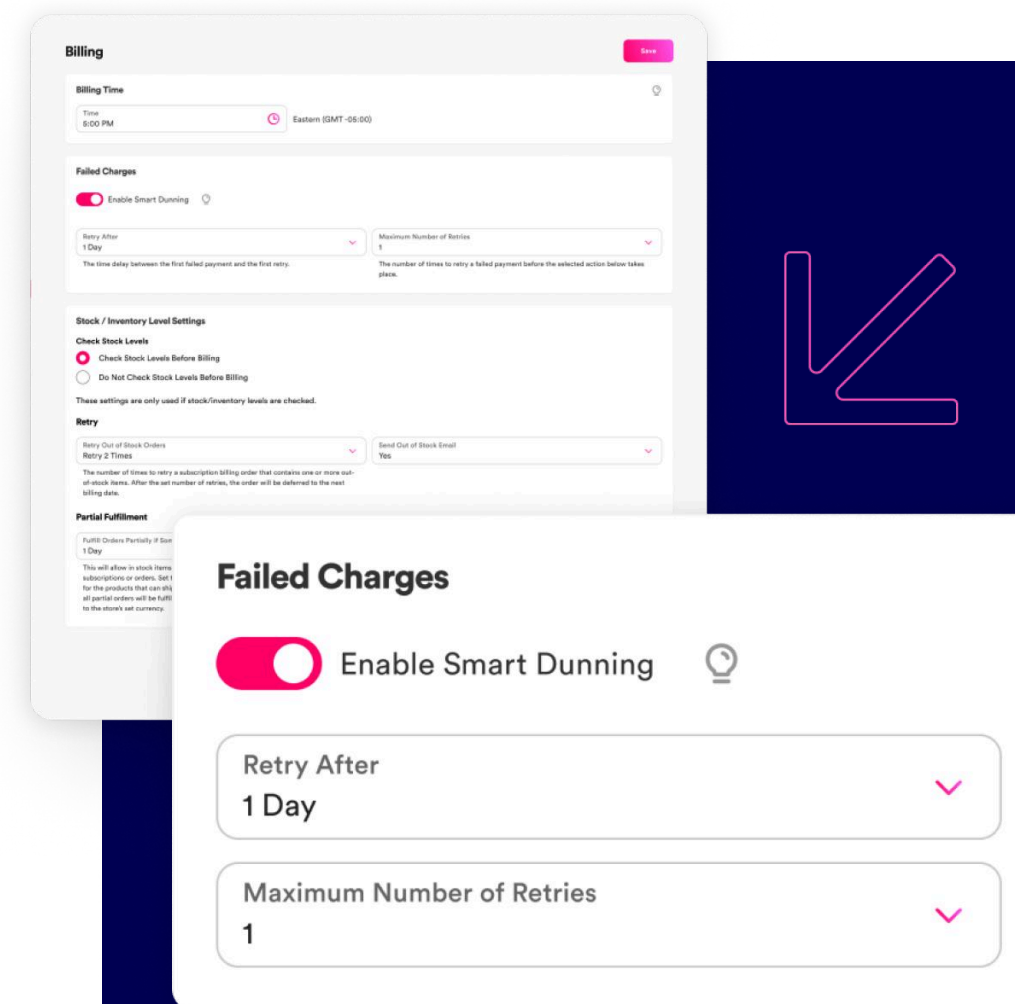 Billing
Save
Billing Time
Time
5:00 PM
Eastern (GMT -05:00)
Failed Charges
Enable Smart Dunning
Retry After
1 Day
The time delay between the first failed payment and the first retry.
Maximum Number of Retries
1
The number of times to retry a failed payment before the selected action below takes
place.
Stock / Inventory Level Settings
Check Stock Levels
Check Stock Levels Before Billing
Do Not Check Stock Levels Before Billing
These settings are only used if stock/inventory levels are checked.
Retry
Retry Out of Stock Orders
Retry 2 Times
The number of times to retry a subscription billing order that contains one or more out-
of-stock items. After the set number of retries, the order will be deferred to the next
billing date.
Send Out of Stock Email
Yes
Partial Fulfillment
Fulfill Orders Partially if
1 Day
This will allow in stock items
subscriptions or orders. Set
for the products that can
all partial orders will be
to the store's set currency.
Failed Charges
Enable Smart Dunning
Retry After
1 Day
Maximum Number of Retries
1